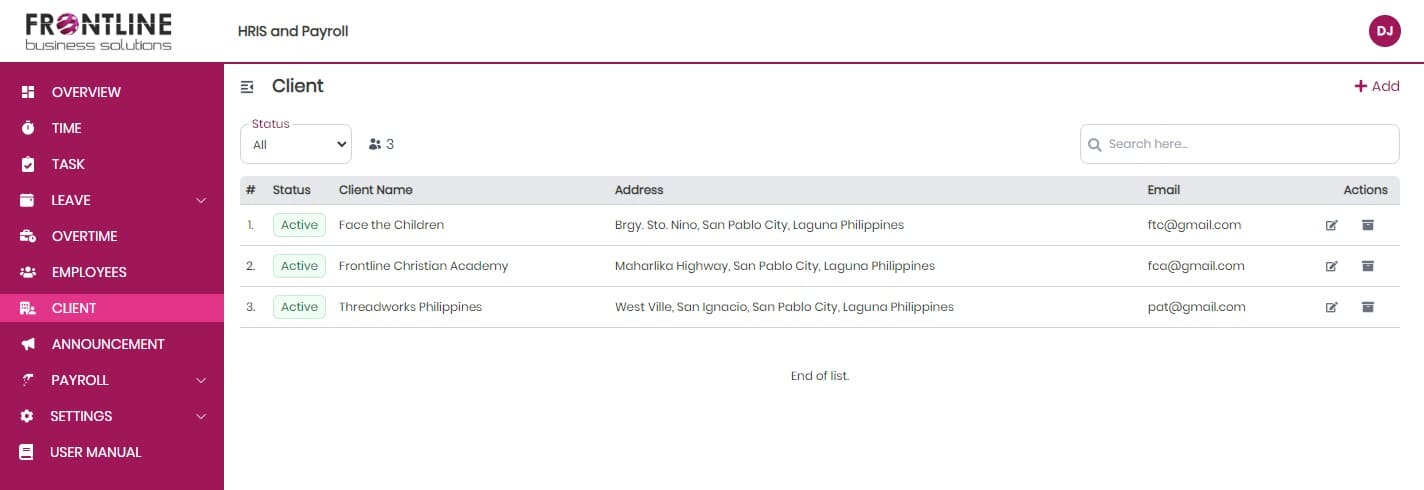 FRONTLINE
business solutions
HRIS and Payroll
DJ
OVERVIEW
TIME
TASK
LEAVE
OVERTIME
EMPLOYEES
CLIENT
ANNOUNCEMENT
PAYROLL
SETTINGS
USER MANUAL
Client
Add
Status
All
3
Search here...
# Status Client Name Address Email Actions
1. Active Face the Children Brgy. Sto. Nino, San Pablo City, Laguna Philippines ftc@gmail.com
2. Active Frontline Christian Academy Maharlika Highway, San Pablo City, Laguna Philippines fca@gmail.com
3. Active Threadworks Philippines West Ville, San Ignacio, San Pablo City, Laguna Philippines pat@gmail.com
End of list.